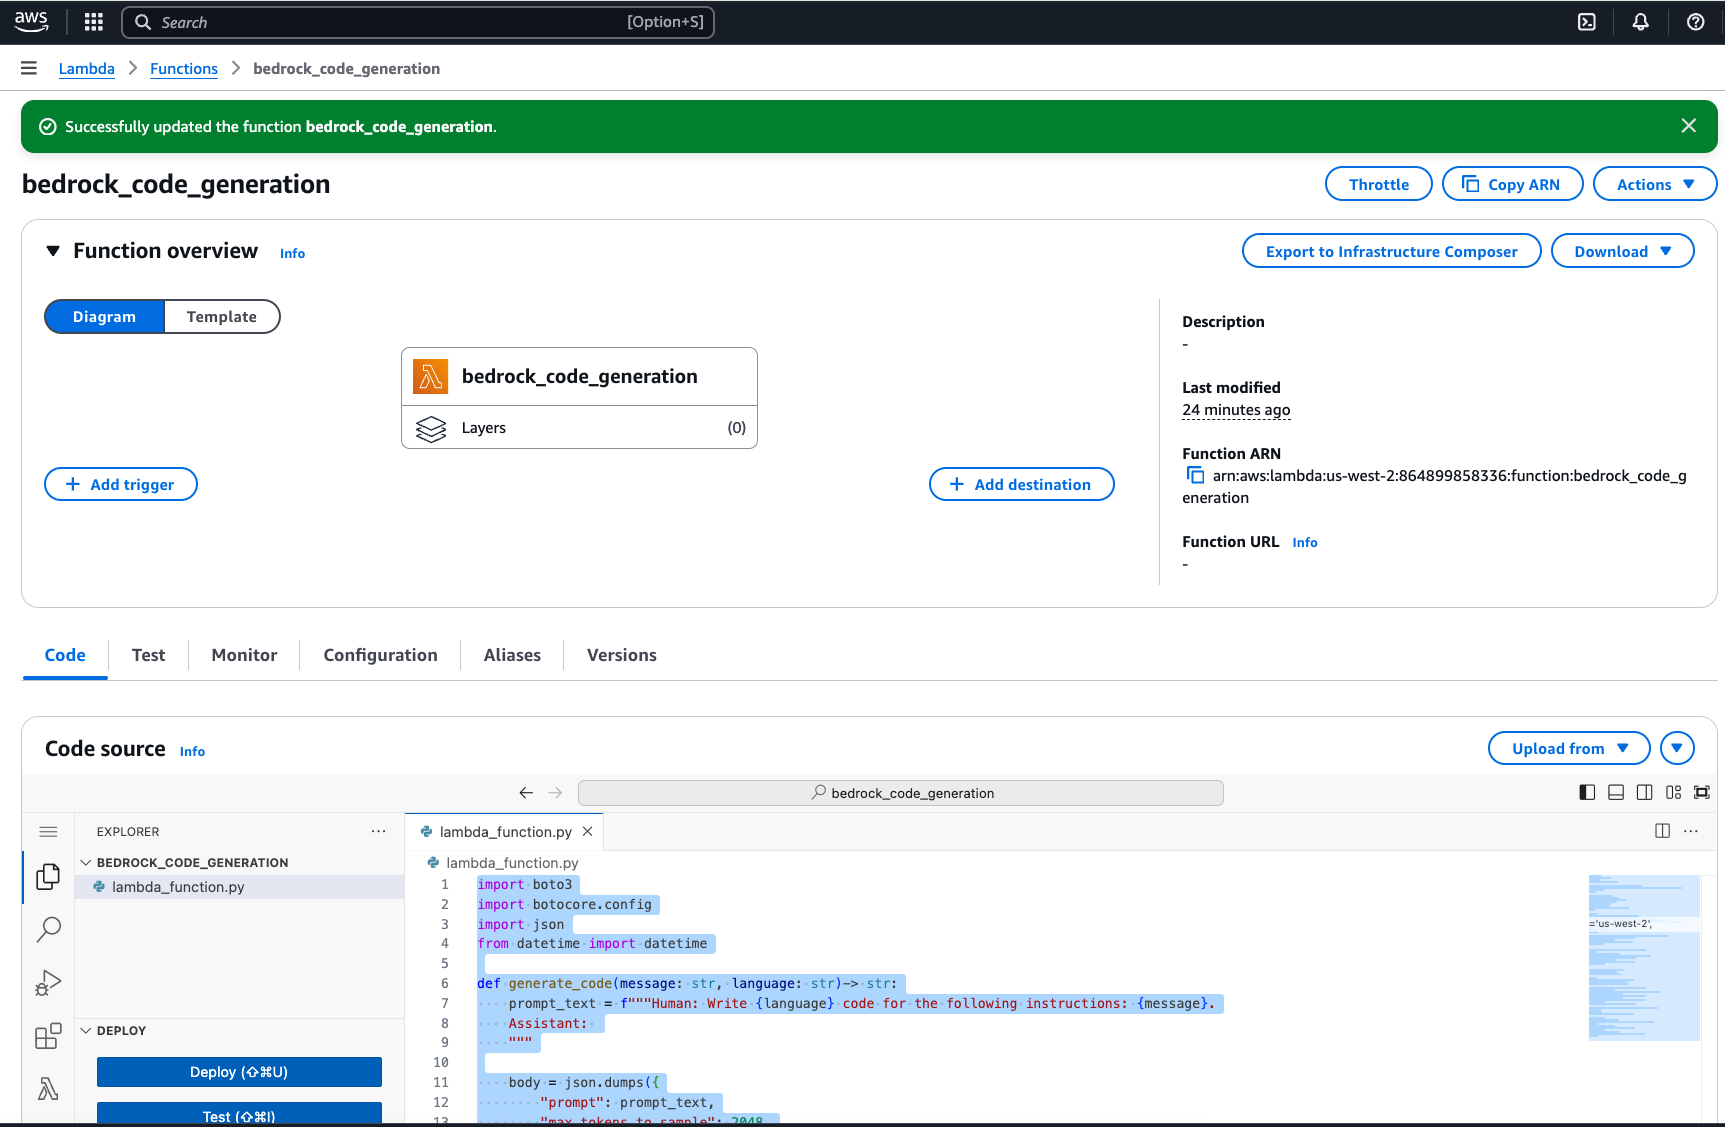 aws
Search
[Option+S]
Lambda
Functions
bedrock_code_generation
Successfully updated the function bedrock_code_generation.
bedrock_code_generation
Throttle
Copy ARN
Actions
Function overview
Info
Export to Infrastructure Composer
Download
Diagram
Template
bedrock_code_generation
Layers
(0)
Add trigger
Add destination
Description
-
Last modified
24 minutes ago
Function ARN
arn:aws:lambda:us-west-2:864899858336:function:bedrock_code_g
eneration
Function URL Info
-
Code
Test
Monitor
Configuration
Aliases
Versions
Code source
Info
Upload from
bedrock_code_generation
EXPLORER
BEDROCK_CODE_GENERATION
lambda_function.py
DEPLOY
Deploy (⇧⌘U)
Test (⇧⌘I)
lambda_function.py
lambda_function.py
1 import boto3
2 import botocore.config
3 import json
4 from datetime import datetime
5
6 def generate_code(message: str, language: str)-> str:
7 prompt_text = f"""Human: Write {language} code for the following instructions: {message}.
8 Assistant:
9 """
10
11 body = json.dumps({
12 "prompt": prompt_text,
13 "max_tokens_to_sample": 2048,
='us-west-2',